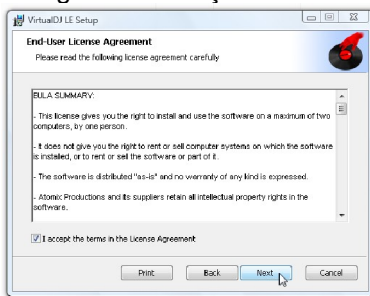 VirtualDJ LE Setup
End-User License Agreement
Please read the following license agreement carefully
EULA SUMMARY:
- This license gives you the right to install and use the software on a maximum of two
computers, by one person.
- It does not give you the right to rent or sell computer systems on which the software
is installed, or to rent or sell the software or part of it.
- The software is distributed "as-is" and no warranty of any kind is expressed.
- Atomix Productions and its suppliers retain all intellectual property rights in the
software.
I accept the terms in the License Agreement
Print Back Next Cancel